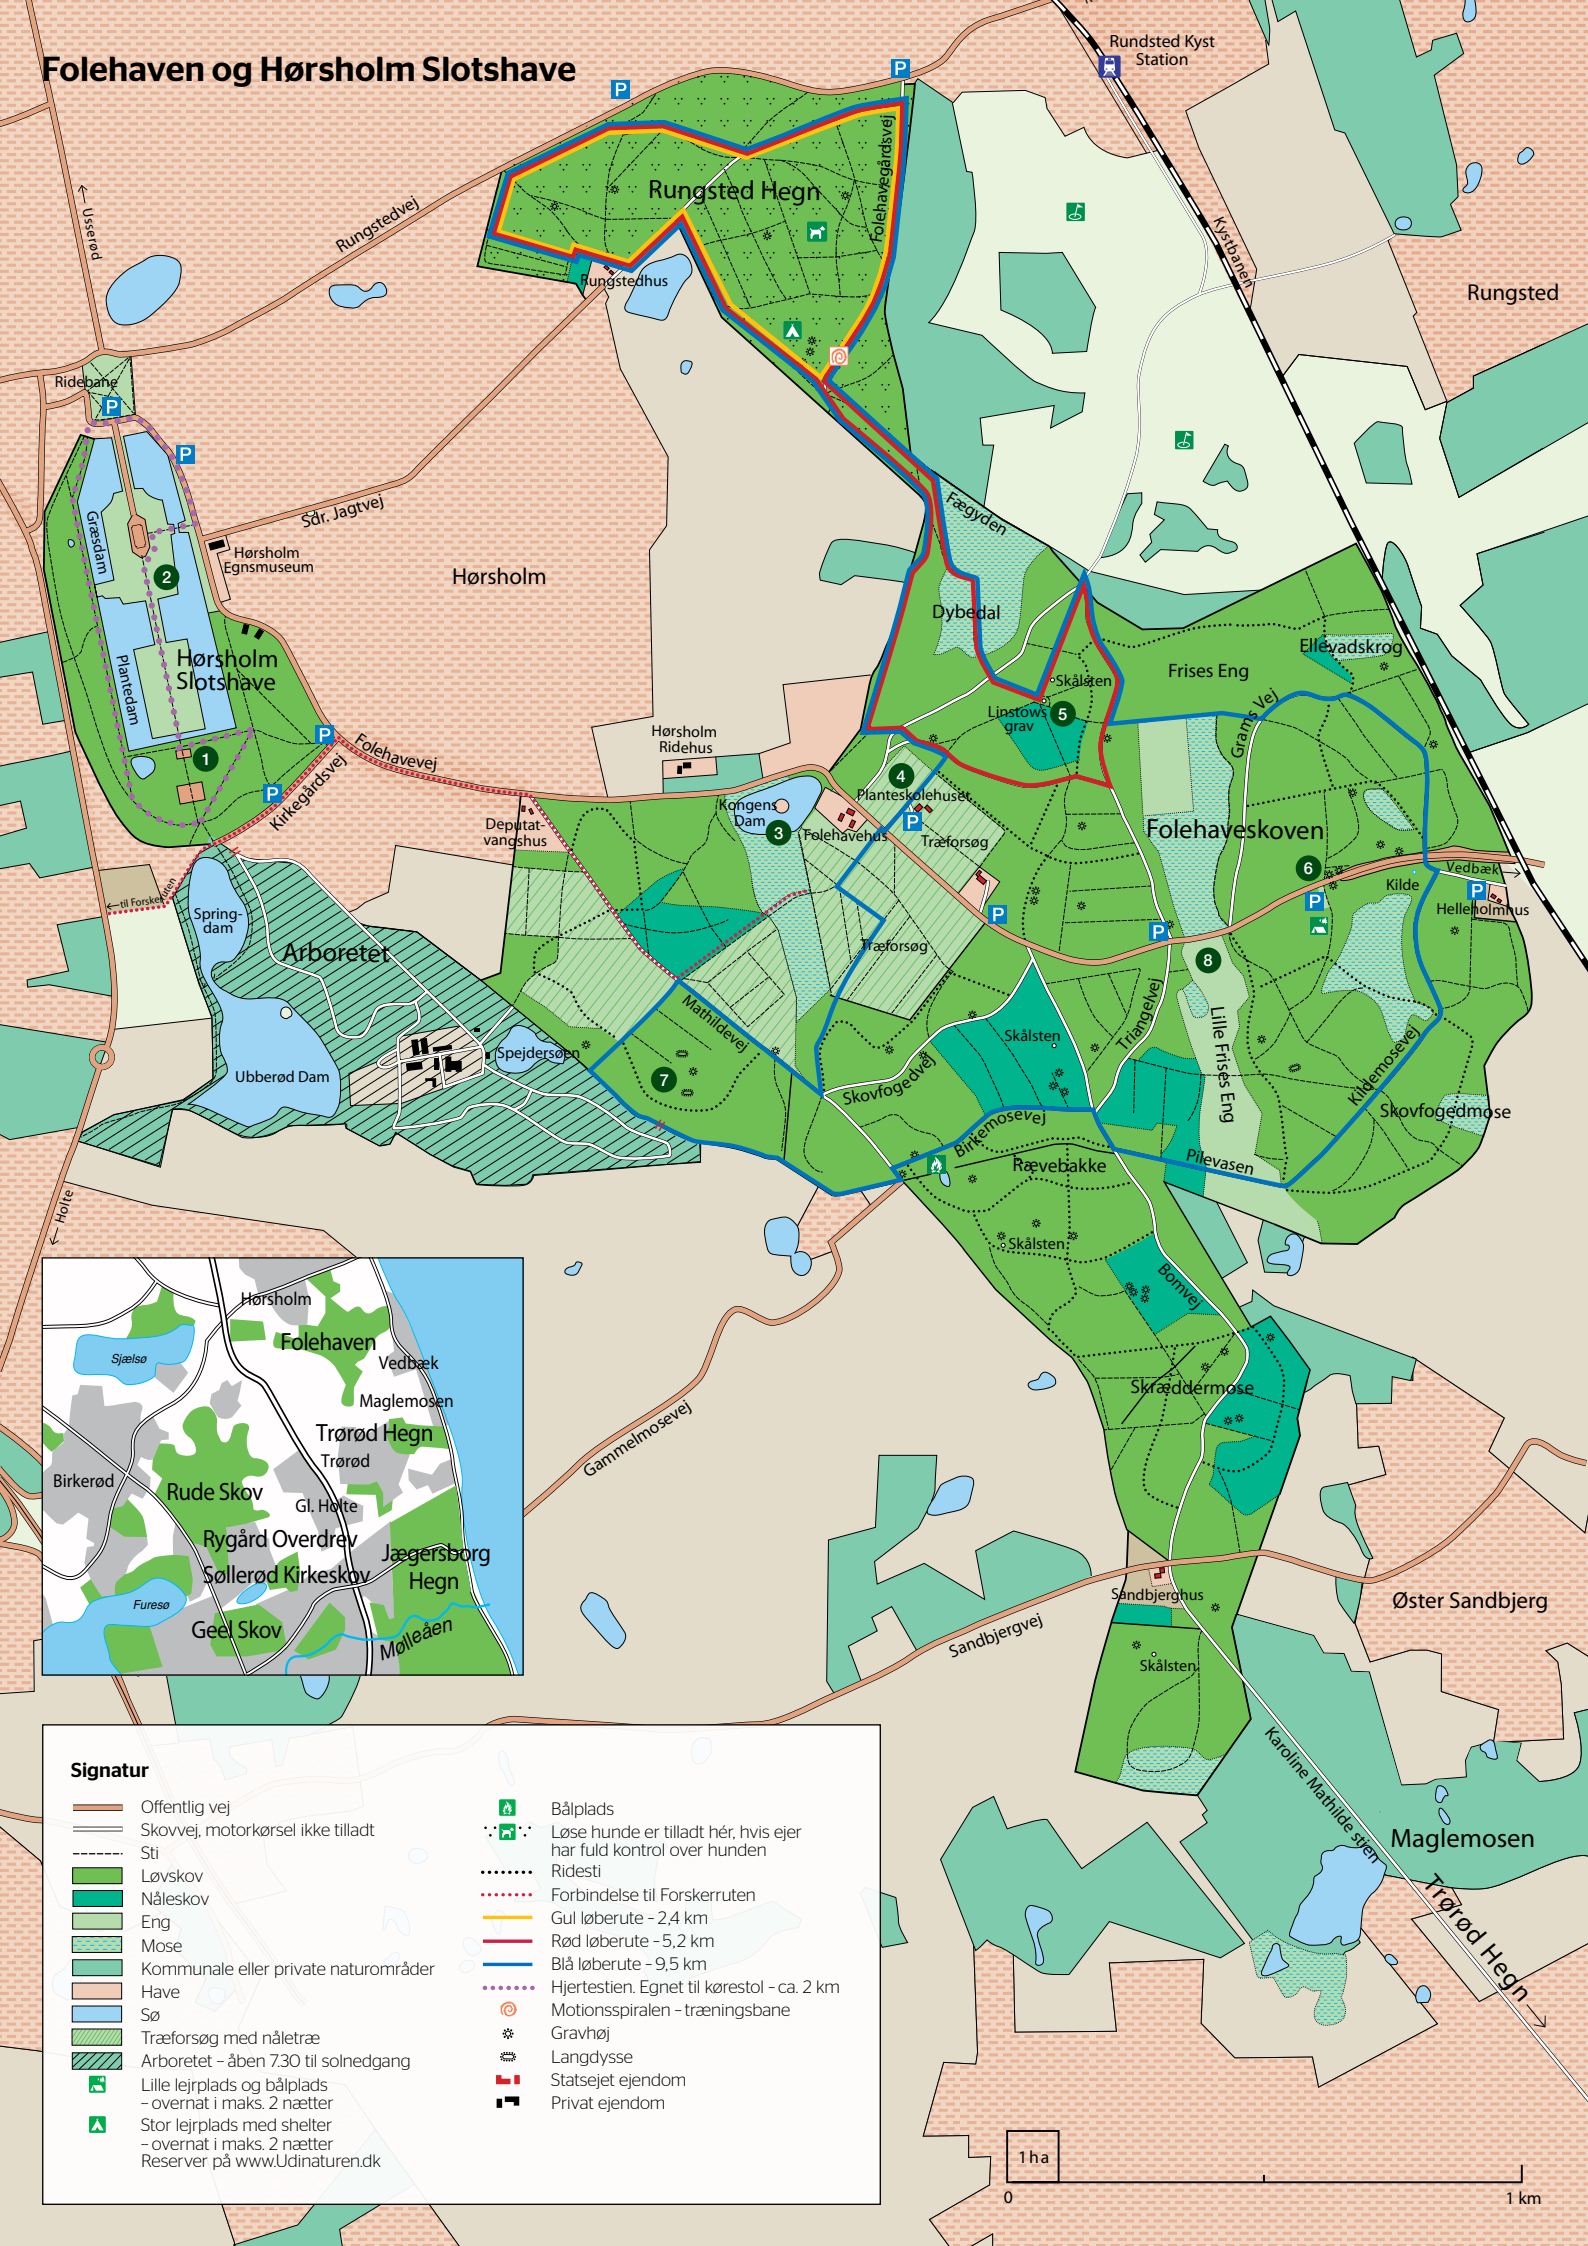 Folehaven og Hørsholm Slotshave
Rundsted Kyst
Station
P
P
Usserød
Rungstedvej
Rungsted Hegn
Folehavegårdsvej
Kystbanen
Rungsted
Rungstedhus
Ridebane
P
P
Sdr. Jagtvej
Græsdam
2
Hørsholm
Egnsmuseum
Hørsholm
Fægyden
Dybedal
Plantedam
Hørsholm
Slotshave
Ellevadskrog
Frises Eng
Skålsten
Linstows
grav
5
Grams Vej
1
P
Folehavevej
Hørsholm
Ridehus
P
Kirkegårdsvej
4
Planteskolehuset
Kongens
Dam
3
Folehavehus
P
Træforsøg
Folehaveskoven
Deputat-
vangshus
6
Vedbæk
Kilde
P
P
Helleholmhus
til Forskerruten
Spring-
dam
P
P
Arboretet
Træforsøg
8
Mathildevej
Lille Frises Eng
Triangelvej
Skålsten
Spejdersøen
Ubberød Dam
7
Skovfogedvej
Kildemosevej
Skovfogedmose
Birkemosevej
Rævebakke
Pilevasen
Holte
Skålsten
Bomvej
Skræddermose
Gammelmosevej
Hørsholm
Folehaven
Sjælsø
Vedbæk
Maglemosen
Trørød Hegn
Trørød
Birkerød
Rude Skov
Gl. Holte
Rygård Overdrev
Jægersborg
Hegn
Søllerød Kirkeskov
Furesø
Geel Skov
Mølleåen
Sandbjerghus
Øster Sandbjerg
Sandbjergvej
Skålsten
Karoline Mathilde stien
Maglemosen
Trørød Hegn
Signatur
Offentlig vej
Skovvej, motorkørsel ikke tilladt
Sti
Løvskov
Nåleskov
Eng
Mose
Kommunale eller private naturområder
Have
Sø
Træforsøg med nåletræ
Arboretet – åben 7.30 til solnedgang
Lille lejrplads og bålplads
– overnat i maks. 2 nætter
Stor lejrplads med shelter
– overnat i maks. 2 nætter
Reserver på www.Udinaturen.dk
Bålplads
Løse hunde er tilladt hér, hvis ejer
har fuld kontrol over hunden
Ridesti
Forbindelse til Forskerruten
Gul løberute – 2,4 km
Rød løberute – 5,2 km
Blå løberute – 9,5 km
Hjertestien. Egnet til kørestol – ca. 2 km
Motionsspiralen – træningsbane
Gravhøj
Langdysse
Statsejet ejendom
Privat ejendom
1 ha
0
1 km